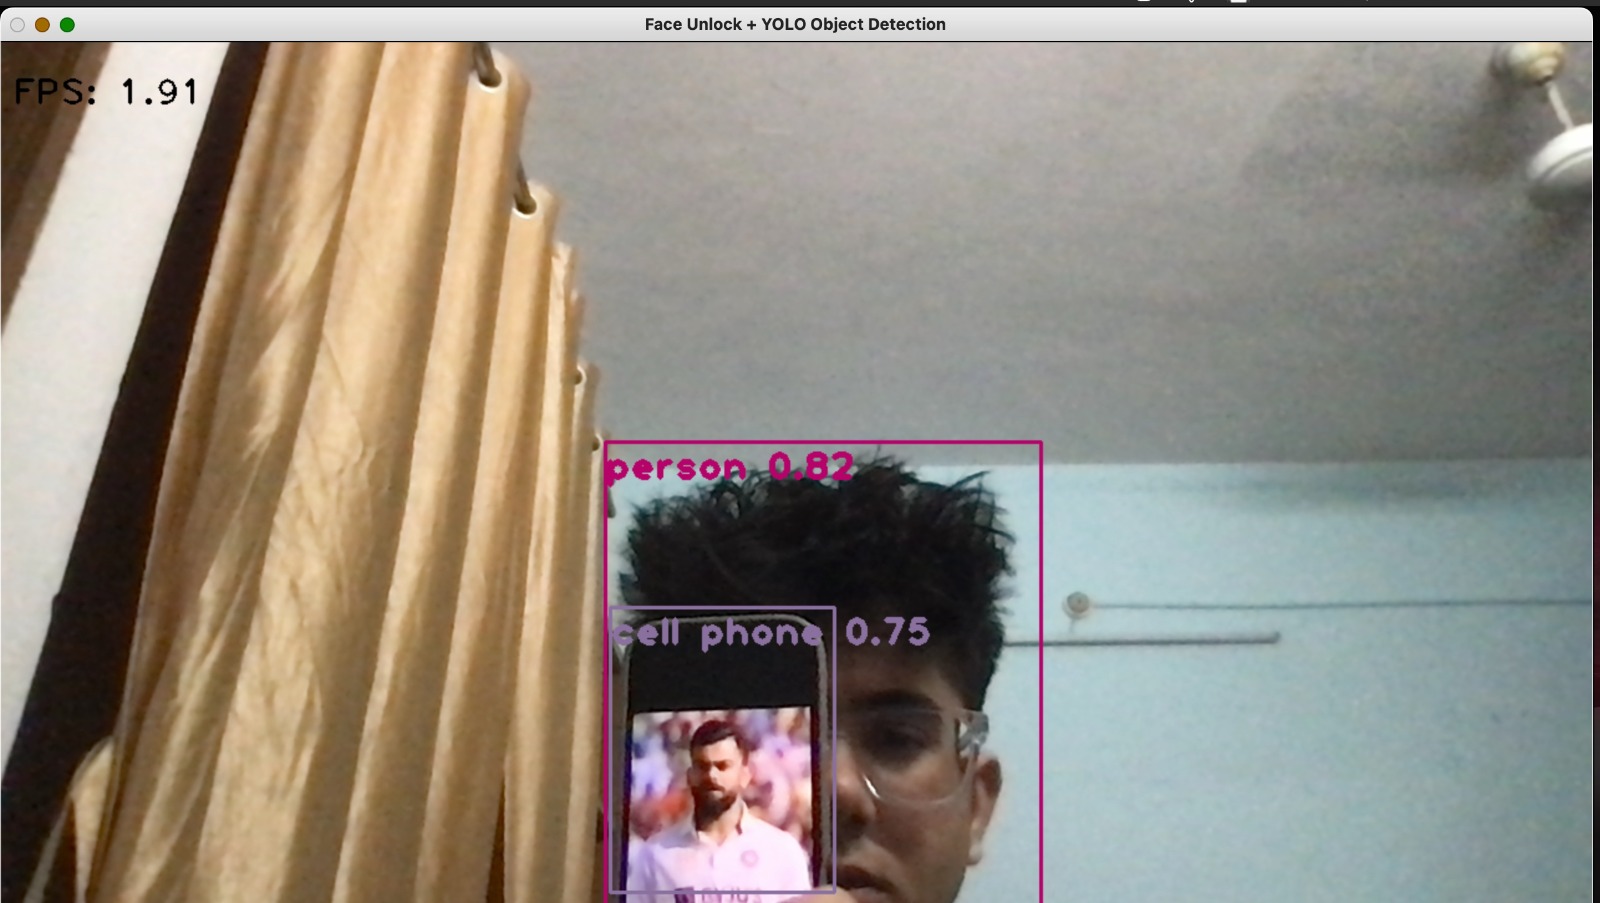 Face Unlock + YOLO Object Detection
FPS: 1.91
person 0.82
cell phone 0.75